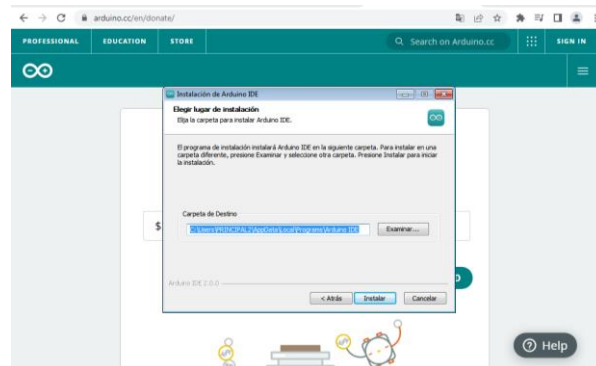 arduino.cc/en/donate/
PROFESSIONAL EDUCATION STORE Search on Arduino.cc SIGN IN
Instalación de Arduino IDE
Elegir lugar de instalación
Elija la carpeta para instalar Arduino IDE.
El programa de instalación instalará Arduino IDE en la siguiente carpeta. Para instalar en una
carpeta diferente, presione Examinar y seleccione otra carpeta. Presione Instalar para iniciar
la instalación.
Carpeta de Destino
$
C:\Users\PRINCIPAL2\AppData\Local\Programs\Arduino IDE Examinar...
Arduino IDE 2.0.0
< Atrás Instalar Cancelar
Help